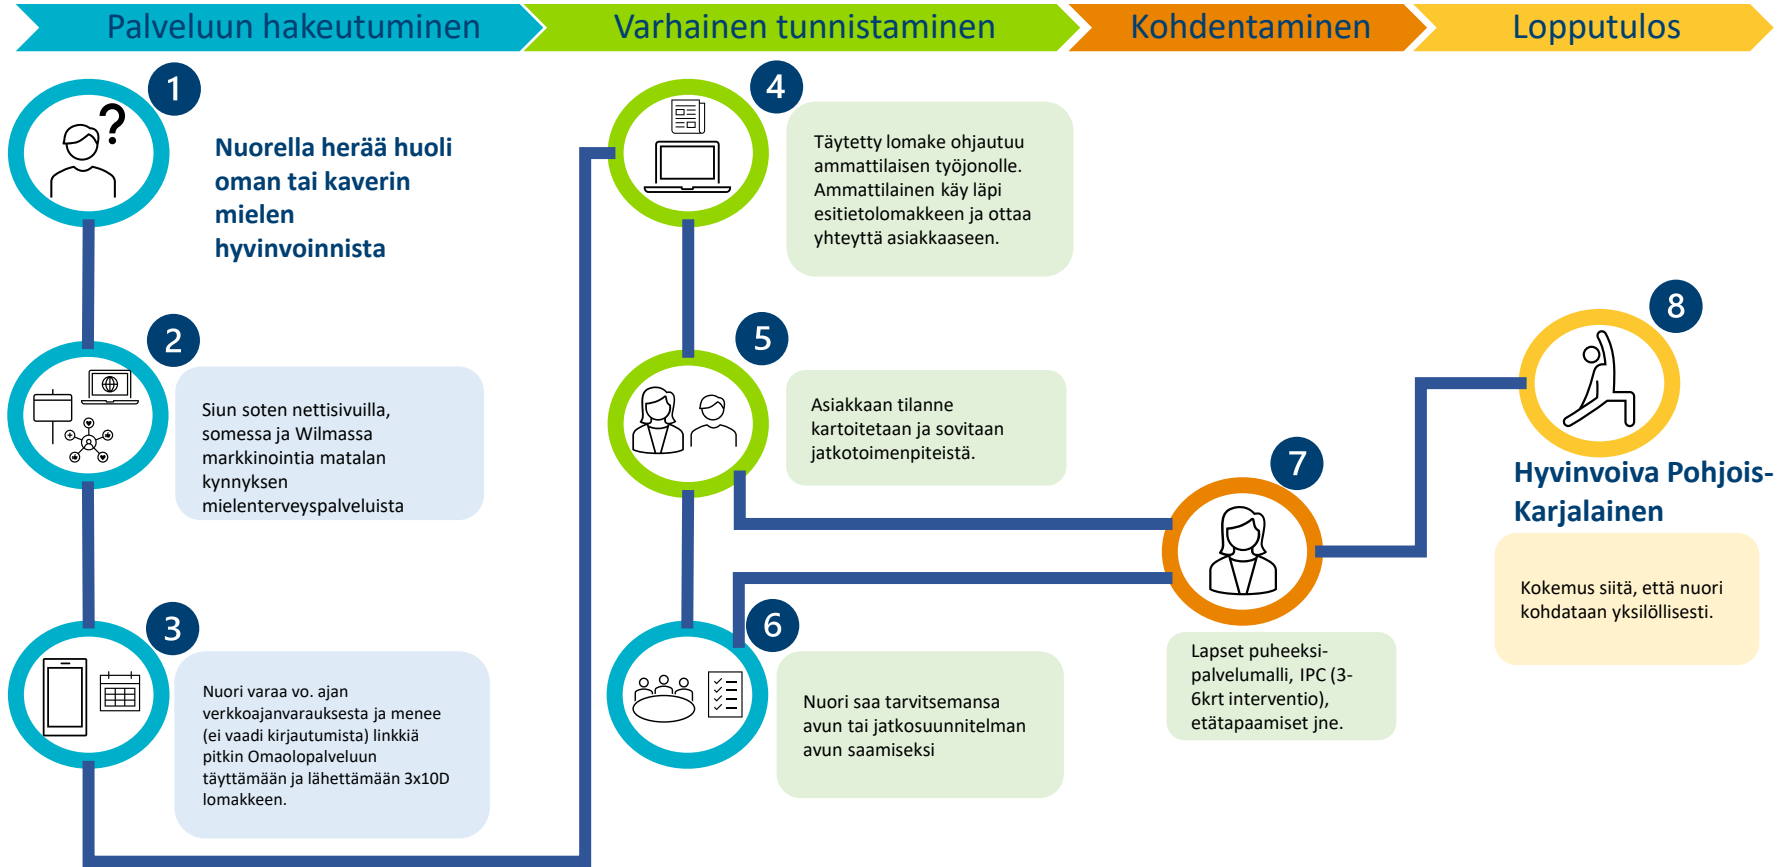 Palveluun hakeutuminen
Varhainen tunnistaminen
Kohdentaminen
Lopputulos
1
Nuorella herää huoli
oman tai kaverin
mielen
hyvinvoinnista
2
Siun soten nettisivuilla,
somessa ja Wilmassa
markkinointia matalan
kynnyksen
mielenterveyspalveluista
3
Nuori varaa vo. ajan
verkkoajanvarauksesta ja menee
(ei vaadi kirjautumista) linkkiä
pitkin Omaolopalveluun
täyttämään ja lähettämään 3x10D
lomakkeen.
4
Täytetty lomake ohjautuu
ammattilaisen työjonolle.
Ammattilainen käy läpi
esitietolomakkeen ja ottaa
yhteyttä asiakkaaseen.
5
Asiakkaan tilanne
kartoitetaan ja sovitaan
jatkotoimenpiteistä.
6
Nuori saa tarvitsemansa
avun tai jatkosuunnitelman
avun saamiseksi
7
Lapset puheeksi-
palvelumalli, IPC (3-
6krt interventio),
etätapaamiset jne.
8
Hyvinvoiva Pohjois-
Karjalainen
Kokemus siitä, että nuori
kohdataan yksilöllisesti.